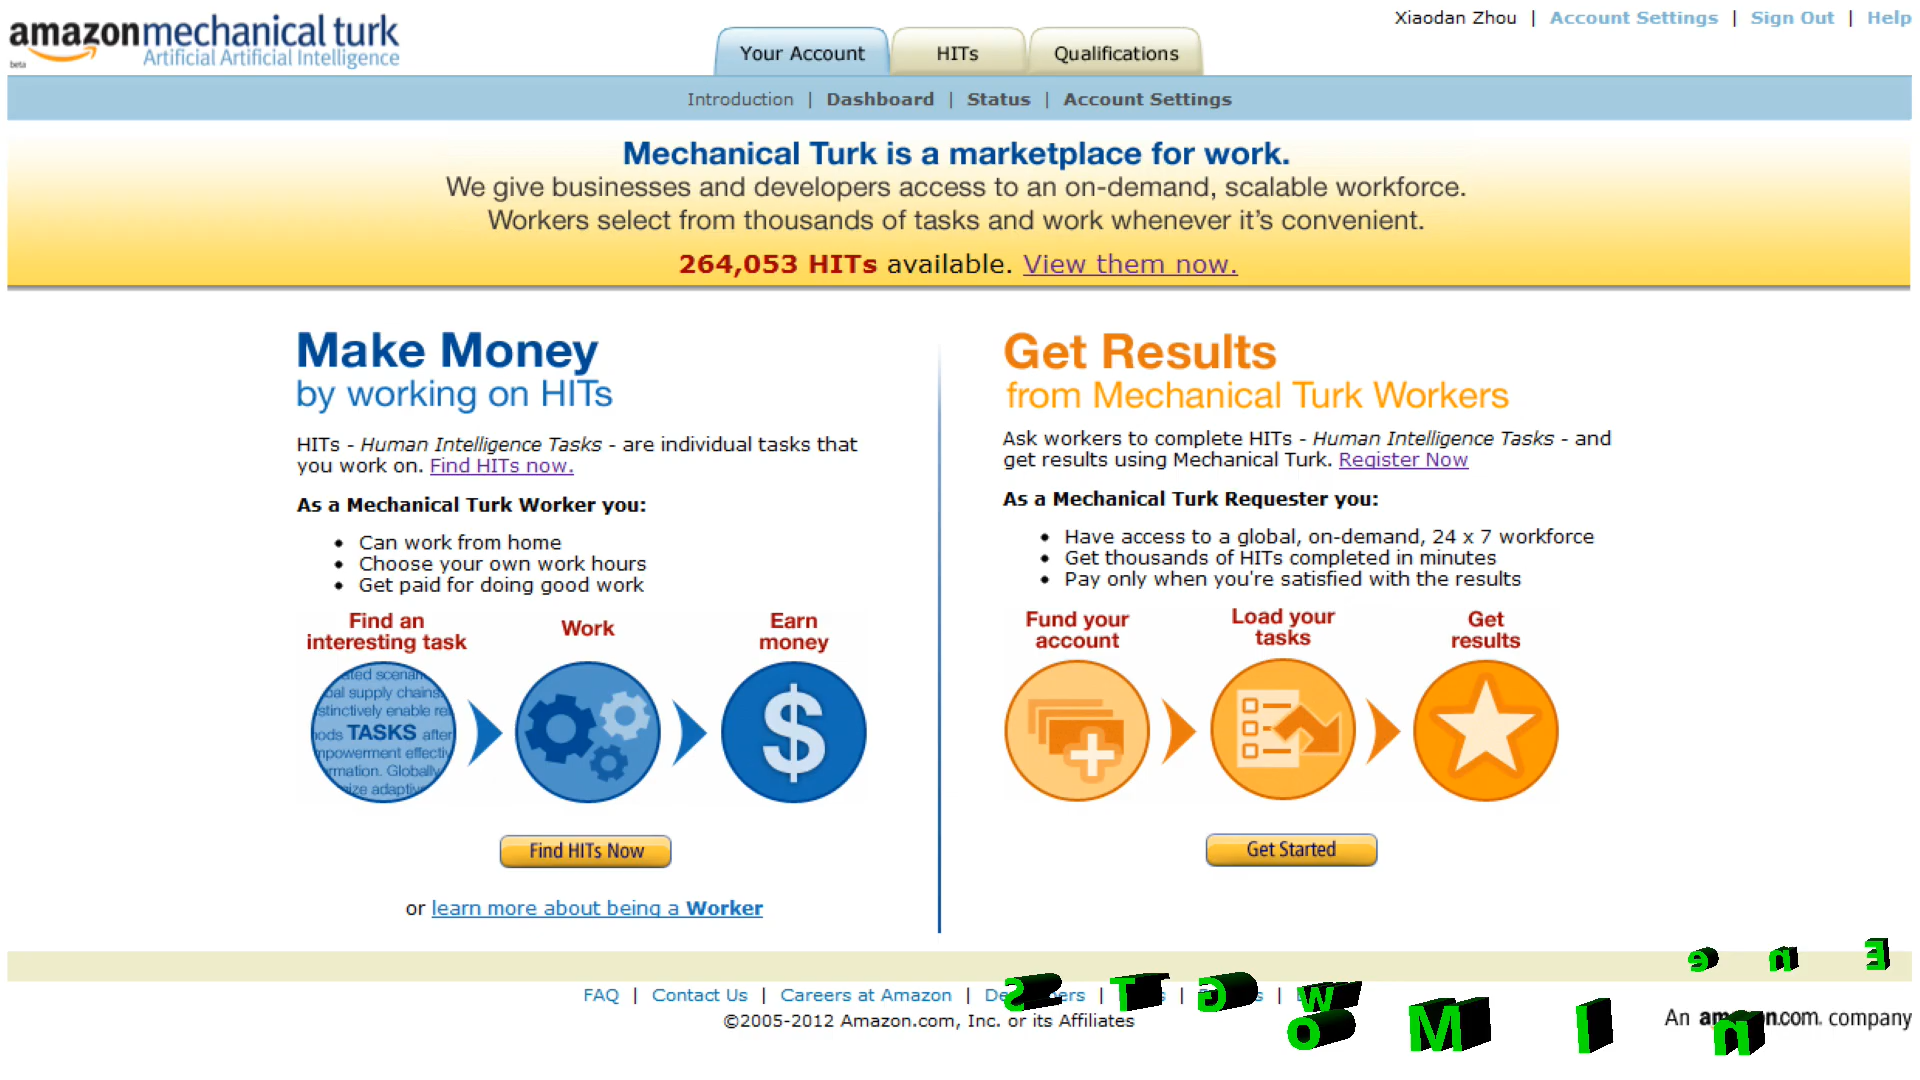 amazonmechanical turk
Artificial Artificial Intelligence
beta
Xiaodan Zhou | Account Settings | Sign Out | Help
Your Account HITs Qualifications
Introduction | Dashboard | Status | Account Settings
Mechanical Turk is a marketplace for work.
We give businesses and developers access to an on-demand, scalable workforce.
Workers select from thousands of tasks and work whenever it's convenient.
264,053 HITs available. View them now.
Make Money
by working on HITs
HITs - Human Intelligence Tasks - are individual tasks that
you work on. Find HITs now.
As a Mechanical Turk Worker you:
• Can work from home
• Choose your own work hours
• Get paid for doing good work
Find an
interesting task
Work
Earn
money
TASKS
Find HITs Now
or learn more about being a Worker
Get Results
from Mechanical Turk Workers
Ask workers to complete HITs - Human Intelligence Tasks - and
get results using Mechanical Turk. Register Now
As a Mechanical Turk Requester you:
• Have access to a global, on-demand, 24 x 7 workforce
• Get thousands of HITs completed in minutes
• Pay only when you're satisfied with the results
Fund your
account
Load your
tasks
Get
results
Get Started
FAQ | Contact Us | Careers at Amazon |
©2005-2012 Amazon.com, Inc. or its Affiliates
An company